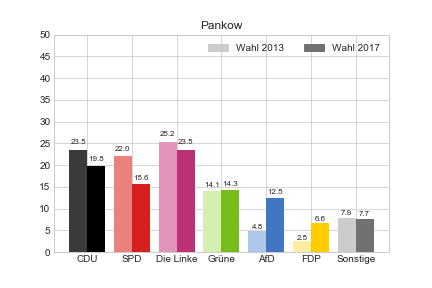 Pankow
Wahl 2013 Wahl 2017
50
45
40
35
30
25
20
15
10
5
0
23.5 19.8 22.0 15.6 25.2 23.5 14.1 14.3 4.8 12.5 2.5 6.6 7.9 7.7
CDU SPD Die Linke Grüne AfD FDP Sonstige